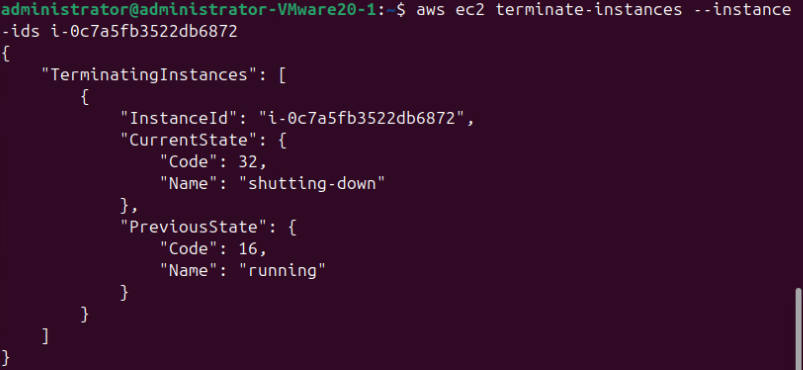 administrator@administrator-VMware20-1:~$ aws ec2 terminate-instances --instance
-ids i-0c7a5fb3522db6872
{
    "TerminatingInstances": [
        {
            "InstanceId": "i-0c7a5fb3522db6872",
            "CurrentState": {
                "Code": 32,
                "Name": "shutting-down"
            },
            "PreviousState": {
                "Code": 16,
                "Name": "running"
            }
        }
    ]
}